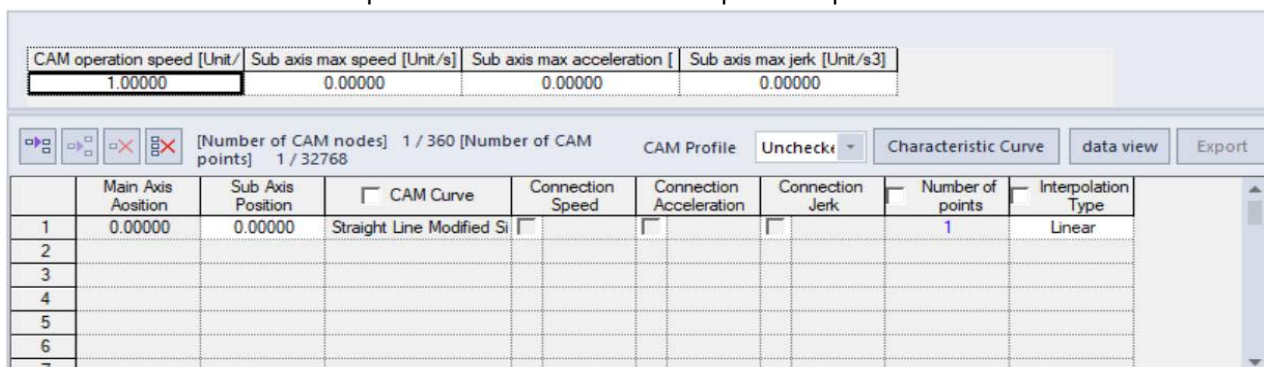 CAM operation speed [Unit/ Sub axis max speed [Unit/s] Sub axis max acceleration [ Sub axis max jerk [Unit/s3]
1.00000 0.00000 0.00000 0.00000
[Number of CAM nodes] 1 / 360 [Number of CAM
points] 1 / 32768
CAM Profile Unchecke Characteristic Curve data view Export
Main Axis Sub Axis CAM Curve Connection Connection Connection Number of Interpolation
Aosition Position Speed Acceleration Jerk points Type
1 0.00000 0.00000 Straight Line Modified Si 1 Linear
2
3
4
5
6